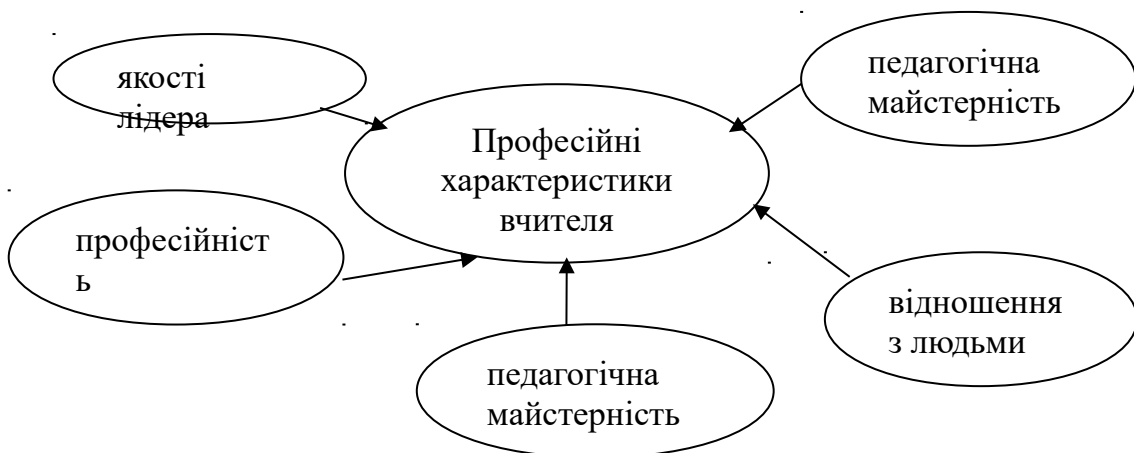 якості
лідера
педагогічна
майстерність
Професійні
характеристики
вчителя
професійніст
ь
відношення
з людьми
педагогічна
майстерність